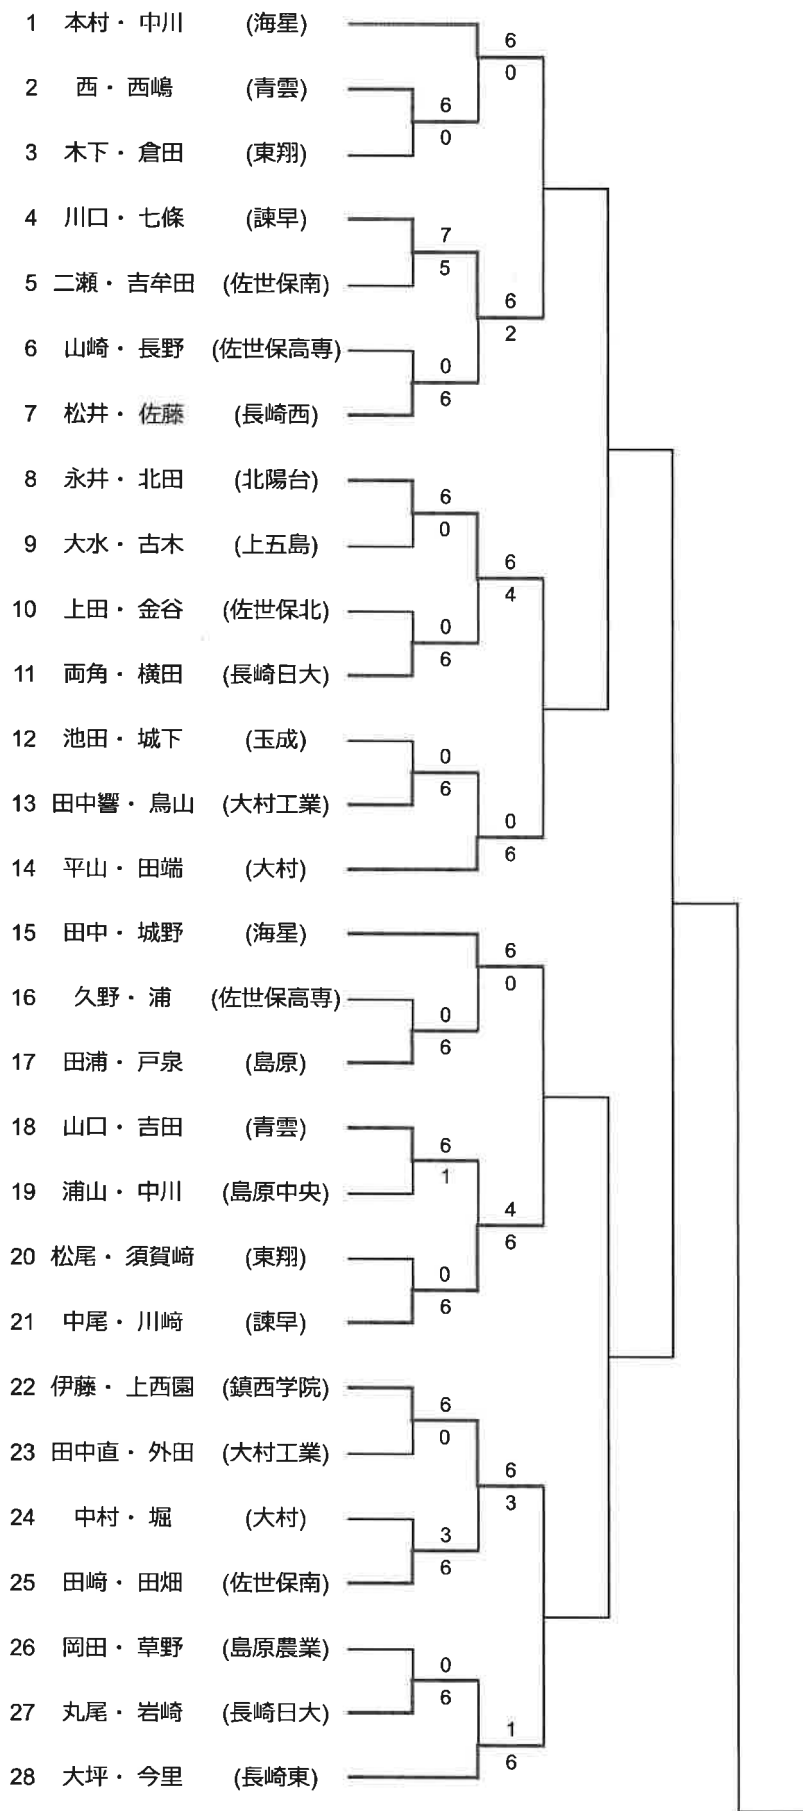 1 本村・中川 (海星)
6
0
2 西・西嶋 (青雲)
6
0
3 木下・倉田 (東翔)
4 川口・七條 (諫早)
7
5
5 二瀬・吉牟田 (佐世保南)
6
2
6 山崎・長野 (佐世保高専)
0
6
7 松井・佐藤 (長崎西)
8 永井・北田 (北陽台)
6
0
9 大水・古木 (上五島)
6
4
10 上田・金谷 (佐世保北)
0
6
11 両角・横田 (長崎日大)
12 池田・城下 (玉成)
0
6
13 田中響・鳥山 (大村工業)
0
6
14 平山・田端 (大村)
15 田中・城野 (海星)
6
0
16 久野・浦 (佐世保高専)
0
6
17 田浦・戸泉 (島原)
18 山口・吉田 (青雲)
6
1
19 浦山・中川 (島原中央)
4
6
20 松尾・須賀﨑 (東翔)
0
6
21 中尾・川﨑 (諫早)
22 伊藤・上西園 (鎮西学院)
6
0
23 田中直・外田 (大村工業)
6
3
24 中村・堀 (大村)
3
6
25 田﨑・田畑 (佐世保南)
26 岡田・草野 (島原農業)
0
6
27 丸尾・岩崎 (長崎日大)
1
6
28 大坪・今里 (長崎東)